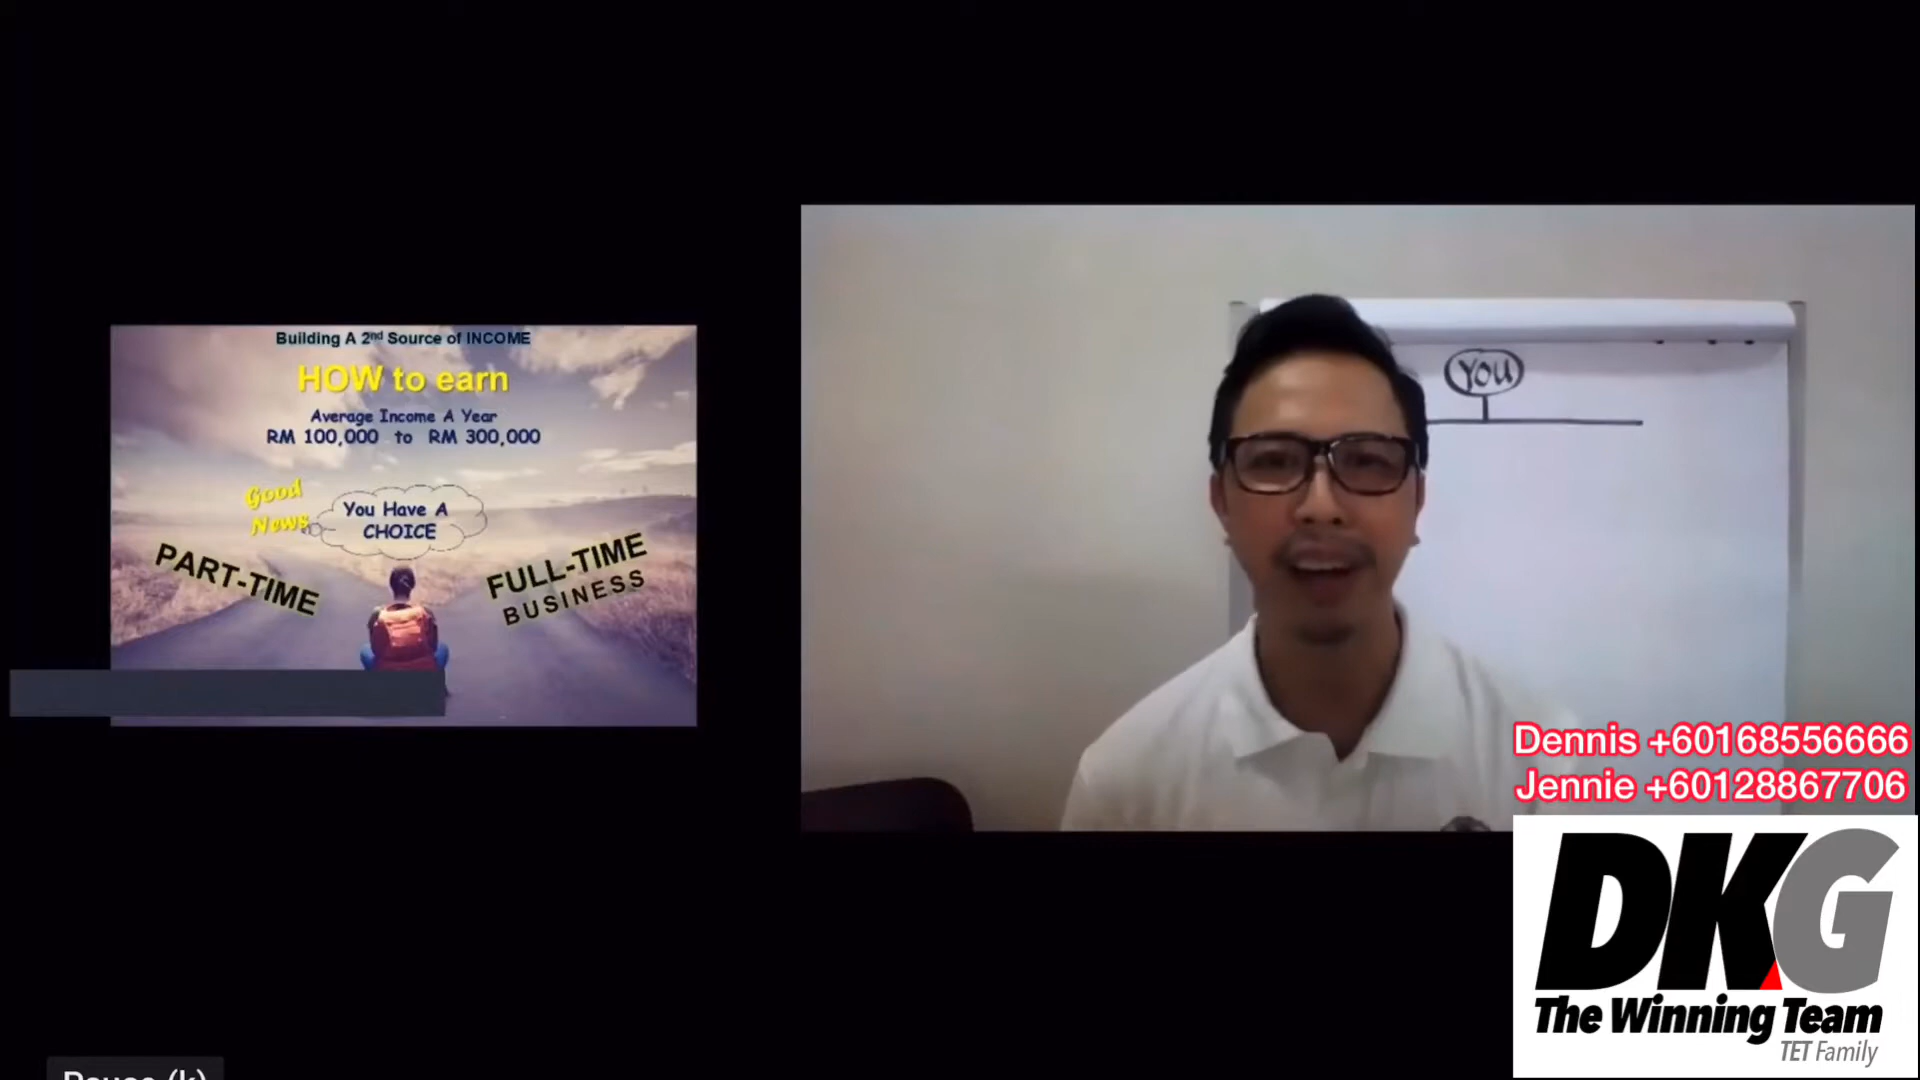 Building A 2nd Source of INCOME
HOW to earn
Average Income A Year
RM 100,000 to RM 300,000
Good
News
You Have A
CHOICE
PART-TIME
FULL-TIME
BUSINESS
YOU
Dennis +60168556666
Jennie +60128867706
DKG
The Winning Team
TET Family
Pause (k)